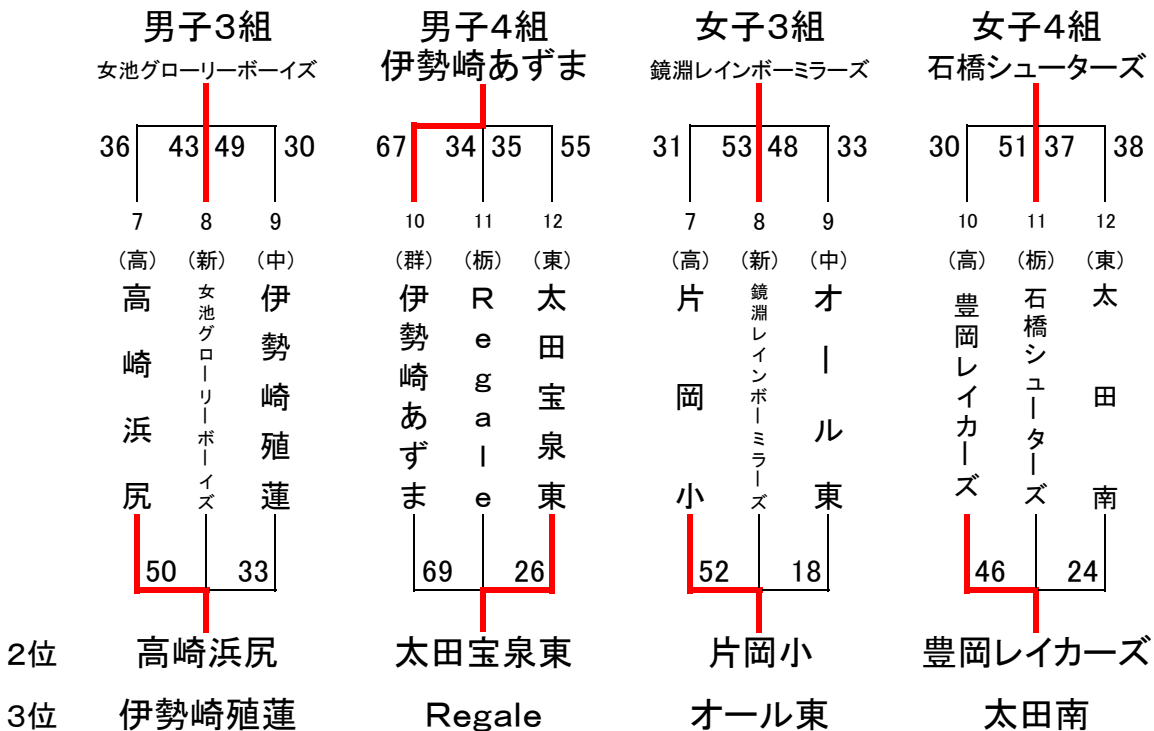 男子３組
男子４組
女子３組
女子４組
女池グローリーボーイズ
伊勢崎あずま
鏡淵レインボーミラーズ
石橋シューターズ
36 43 49 30
67 34 35 55
31 53 48 33
30 51 37 38
7 8 9
10 11 12
7 8 9
10 11 12
（高） （新） （中）
（群） （栃） （東）
（高） （新） （中）
（高） （栃） （東）
高崎浜尻
女池グローリーボーイズ
伊勢崎殖蓮
伊勢崎あずま
Ｒｅｇａｌｅ
太田宝泉東
片岡小
鏡淵レインボーミラーズ
オール東
豊岡レイカーズ
石橋シューターズ
太田南
50 33
69 26
52 18
46 24
２位 高崎浜尻 太田宝泉東 片岡小 豊岡レイカーズ
３位 伊勢崎殖蓮 Ｒｅｇａｌｅ オール東 太田南